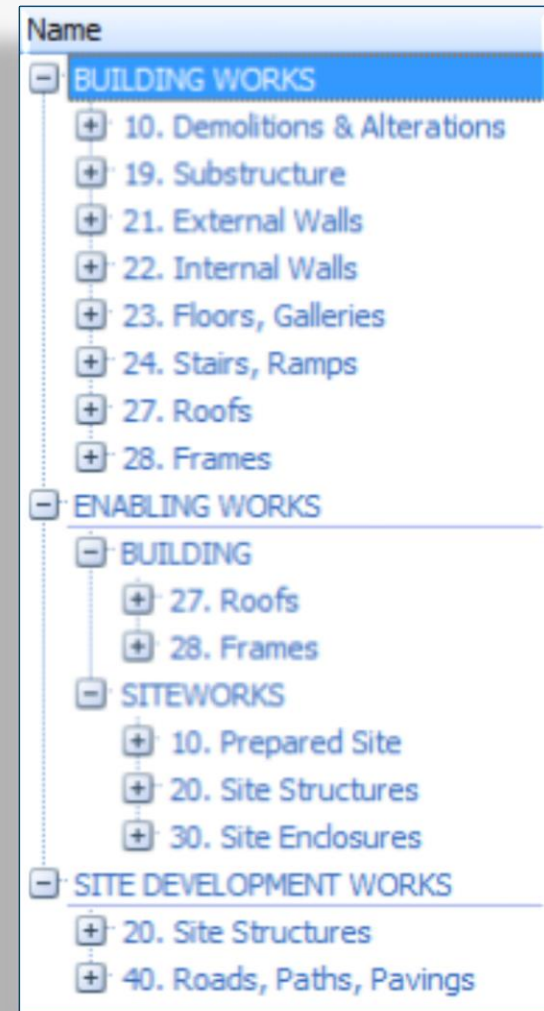 Name
BUILDING WORKS
10. Demolitions & Alterations
19. Substructure
21. External Walls
22. Internal Walls
23. Floors, Galleries
24. Stairs, Ramps
27. Roofs
28. Frames
ENABLING WORKS
BUILDING
27. Roofs
28. Frames
SITEWORKS
10. Prepared Site
20. Site Structures
30. Site Enclosures
SITE DEVELOPMENT WORKS
20. Site Structures
40. Roads, Paths, Pavings